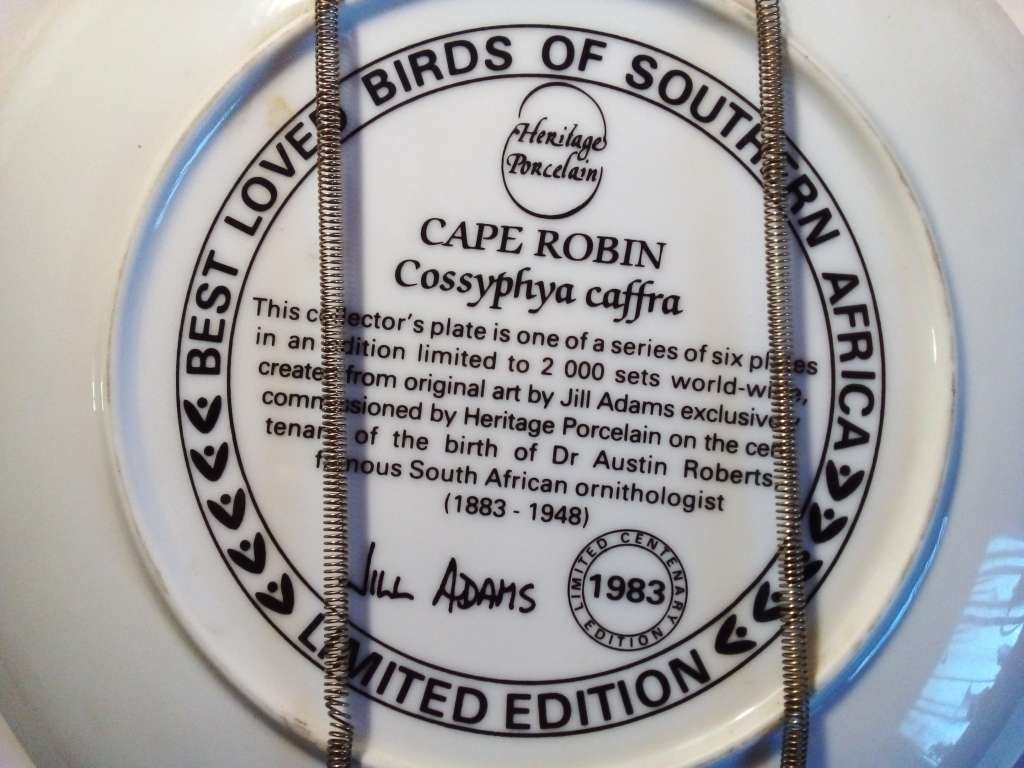 BEST LOVED BIRDS OF SOUTHERN AFRICA
Heritage
Porcelain
CAPE ROBIN
Cossyphya caffra
This collector's plate is one of a series of six plates
in an edition limited to 2 000 sets world-wide,
created from original art by Jill Adams exclusively
commissioned by Heritage Porcelain on the cen-
tenary of the birth of Dr Austin Roberts,
famous South African ornithologist
(1883 - 1948)
JILL ADAMS
LIMITED CENTENARY
1983
EDITION
LIMITED EDITION